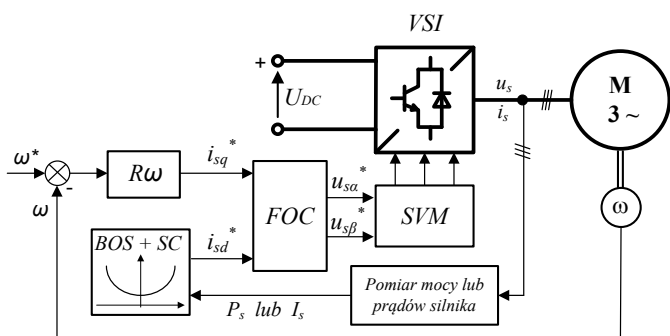 VSI
+
U_DC
u_s
i_s
M
3 ~
ω*
-
ω
Rω
i_sq*
FOC
u_sα*
u_sβ*
SVM
ω
BOS + SC
i_sd*
P_s lub I_s
Pomiar mocy lub
prądów silnika